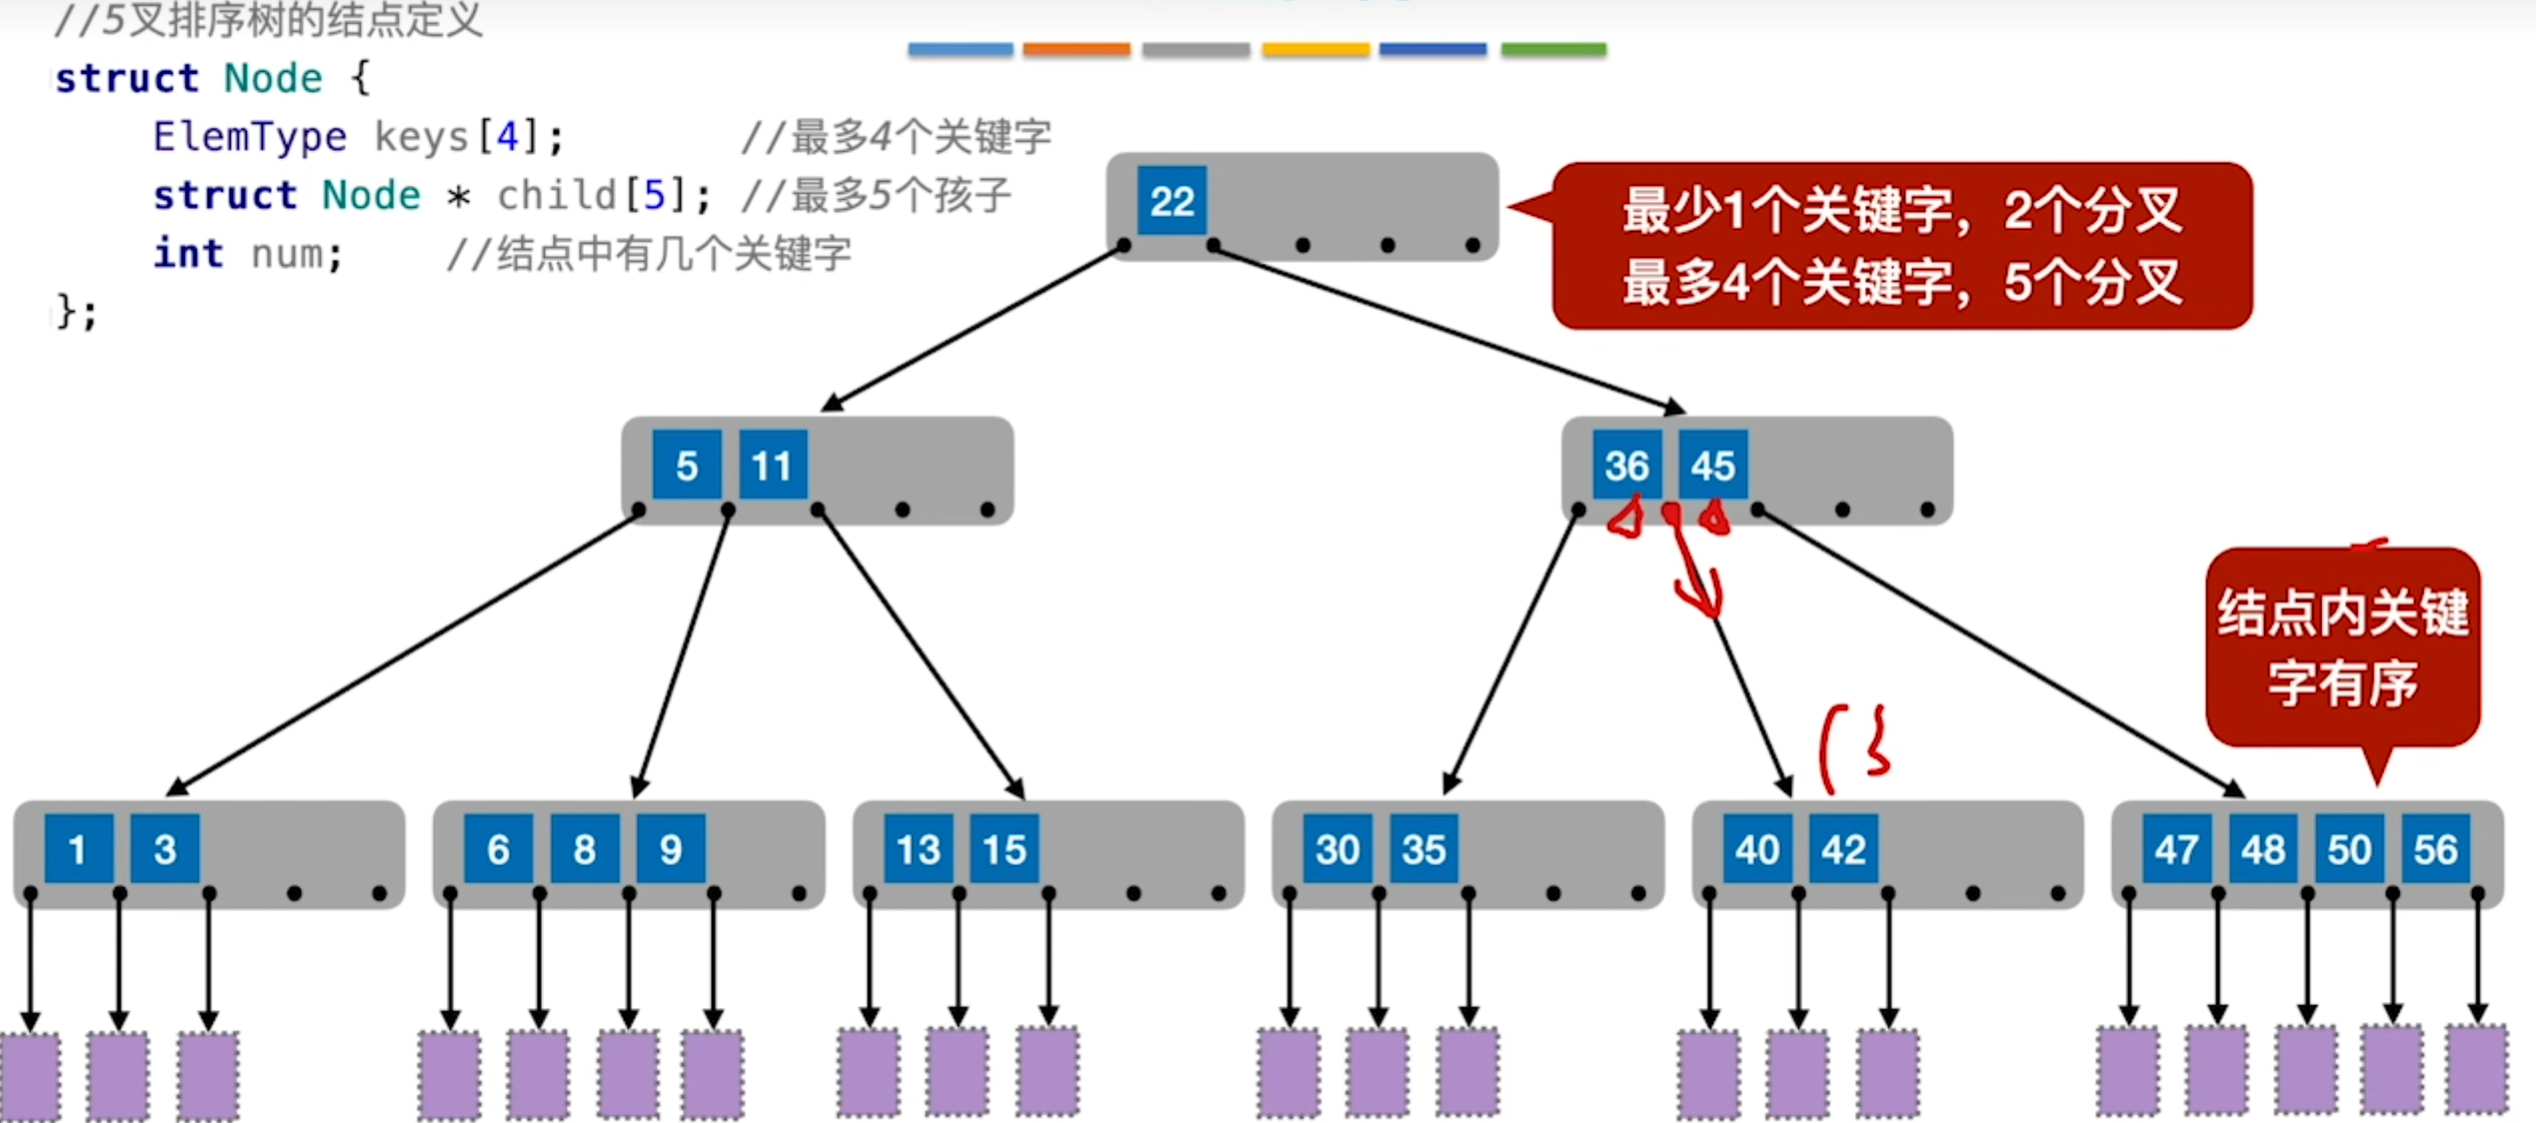 //5叉排序树的结点定义
struct Node {
ElemType keys[4]; //最多4个关键字
struct Node * child[5]; //最多5个孩子
int num; //结点中有几个关键字
};
22
最少1个关键字，2个分叉
最多4个关键字，5个分叉
5 11
36 45
结点内关键
字有序
1 3
6 8 9
13 15
30 35
40 42
47 48 50 56